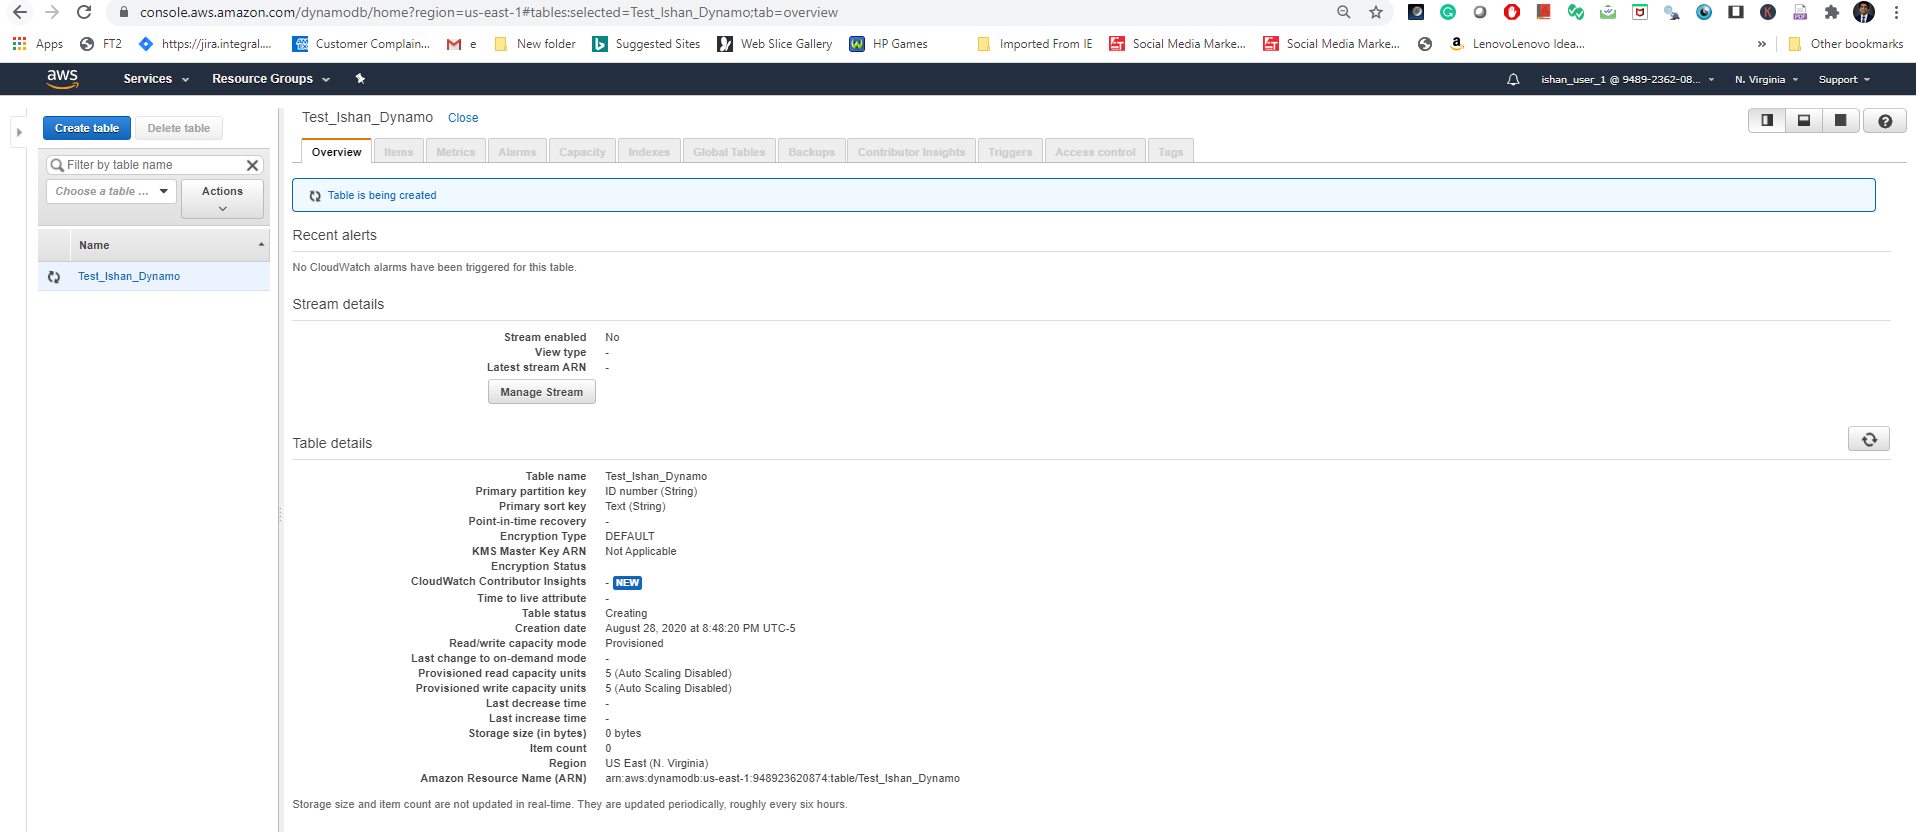 console.aws.amazon.com/dynamodb/home?region=us-east-1#tables:selected=Test_Ishan_Dynamo;tab=overview
Apps FT2 https://jira.integral.... Customer Complain... e New folder Suggested Sites Web Slice Gallery HP Games Imported From IE Social Media Marke... Social Media Marke... LenovoLenovo Idea... » Other bookmarks
aws Services Resource Groups ishan_user_1 @ 9489-2362-08... N. Virginia Support
Create table Delete table
Filter by table name
Choose a table ... Actions
Name
Test_Ishan_Dynamo
Test_Ishan_Dynamo Close
Overview Items Metrics Alarms Capacity Indexes Global Tables Backups Contributor Insights Triggers Access control Tags
Table is being created
Recent alerts
No CloudWatch alarms have been triggered for this table.
Stream details
Stream enabled No
View type -
Latest stream ARN -
Manage Stream
Table details
Table name Test_Ishan_Dynamo
Primary partition key ID number (String)
Primary sort key Text (String)
Point-in-time recovery -
Encryption Type DEFAULT
KMS Master Key ARN Not Applicable
Encryption Status
CloudWatch Contributor Insights - NEW
Time to live attribute -
Table status Creating
Creation date August 28, 2020 at 8:48:20 PM UTC-5
Read/write capacity mode Provisioned
Last change to on-demand mode -
Provisioned read capacity units 5 (Auto Scaling Disabled)
Provisioned write capacity units 5 (Auto Scaling Disabled)
Last decrease time -
Last increase time -
Storage size (in bytes) 0 bytes
Item count 0
Region US East (N. Virginia)
Amazon Resource Name (ARN) arn:aws:dynamodb:us-east-1:948923620874:table/Test_Ishan_Dynamo
Storage size and item count are not updated in real-time. They are updated periodically, roughly every six hours.